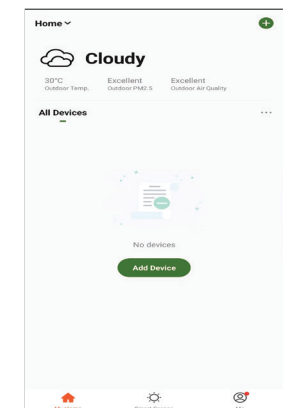 Home
Cloudy
30°C Excellent Excellent
Outdoor Temp. Outdoor PM2.5 Outdoor Air Quality
All Devices
No devices
Add Device